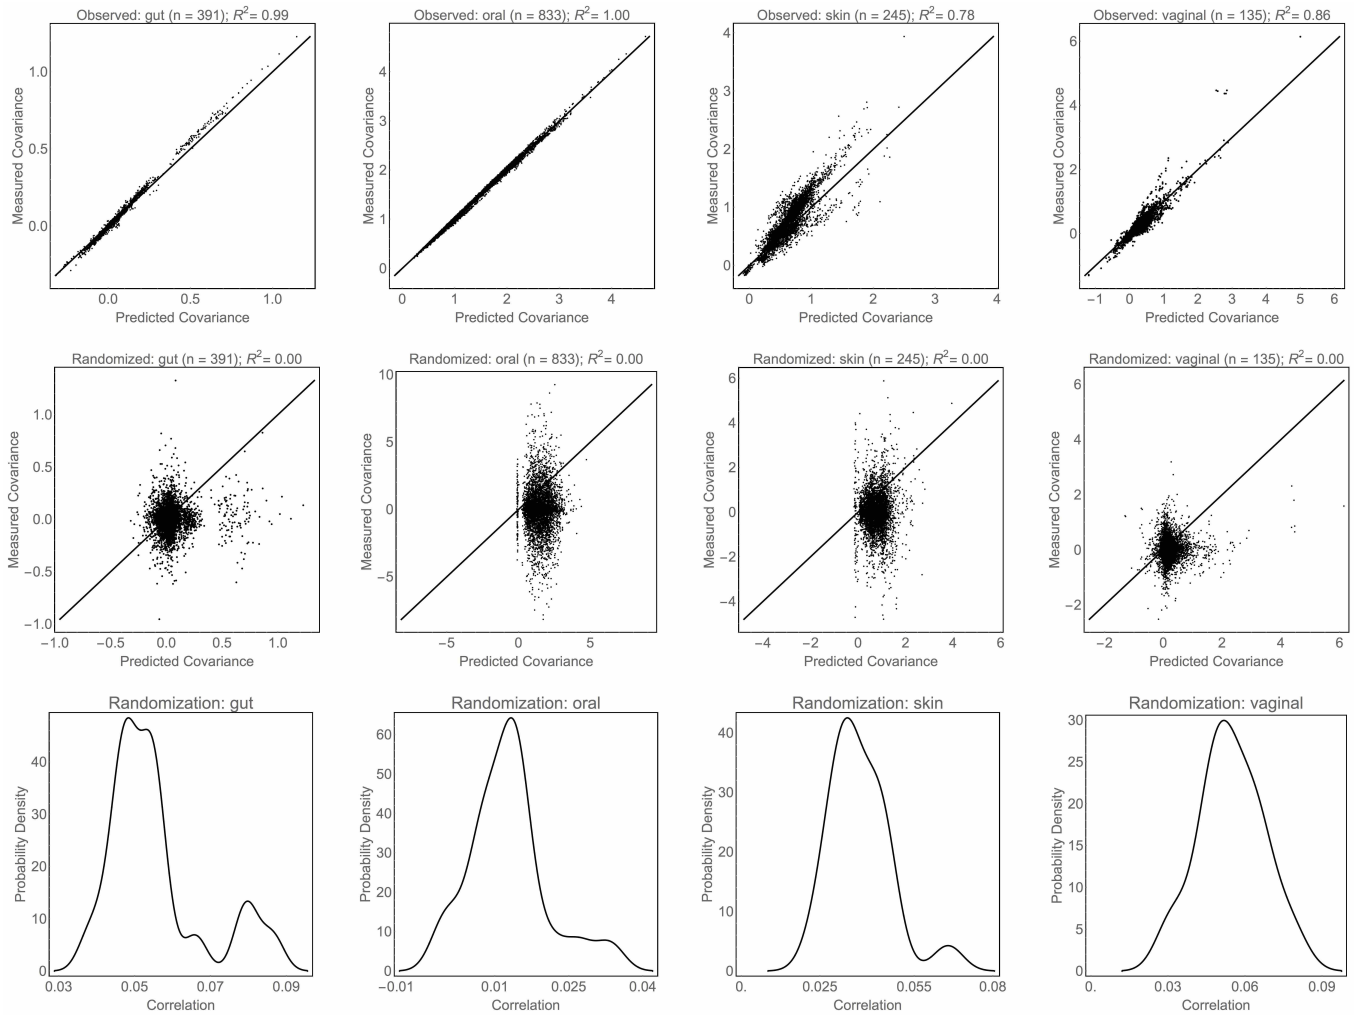 Observed: gut (n = 391); R2= 0.99
Measured Covariance
1.0
0.5
0.0
0.0 0.5 1.0
Predicted Covariance
Observed: oral (n = 833); R2= 1.00
Measured Covariance
4
3
2
1
0
0 1 2 3 4
Predicted Covariance
Observed: skin (n = 245); R2= 0.78
Measured Covariance
4
3
2
1
0
0 1 2 3 4
Predicted Covariance
Observed: vaginal (n = 135); R2= 0.86
Measured Covariance
6
4
2
0
−1 0 1 2 3 4 5 6
Predicted Covariance
Randomized: gut (n = 391); R2= 0.00
Measured Covariance
1.0
0.5
0.0
−0.5
−1.0
−1.0 −0.5 0.0 0.5 1.0
Predicted Covariance
Randomized: oral (n = 833); R2= 0.00
Measured Covariance
10
5
0
−5
−5 0 5
Predicted Covariance
Randomized: skin (n = 245); R2= 0.00
Measured Covariance
6
4
2
0
−2
−4
−4 −2 0 2 4 6
Predicted Covariance
Randomized: vaginal (n = 135); R2= 0.00
Measured Covariance
6
4
2
0
−2
−2 0 2 4 6
Predicted Covariance
Randomization: gut
Probability Density
40
30
20
10
0
0.03 0.05 0.07 0.09
Correlation
Randomization: oral
Probability Density
60
50
40
30
20
10
0
−0.01 0.01 0.025 0.04
Correlation
Randomization: skin
Probability Density
40
30
20
10
0
0. 0.025 0.055 0.08
Correlation
Randomization: vaginal
Probability Density
30
25
20
15
10
5
0
0. 0.03 0.06 0.09
Correlation